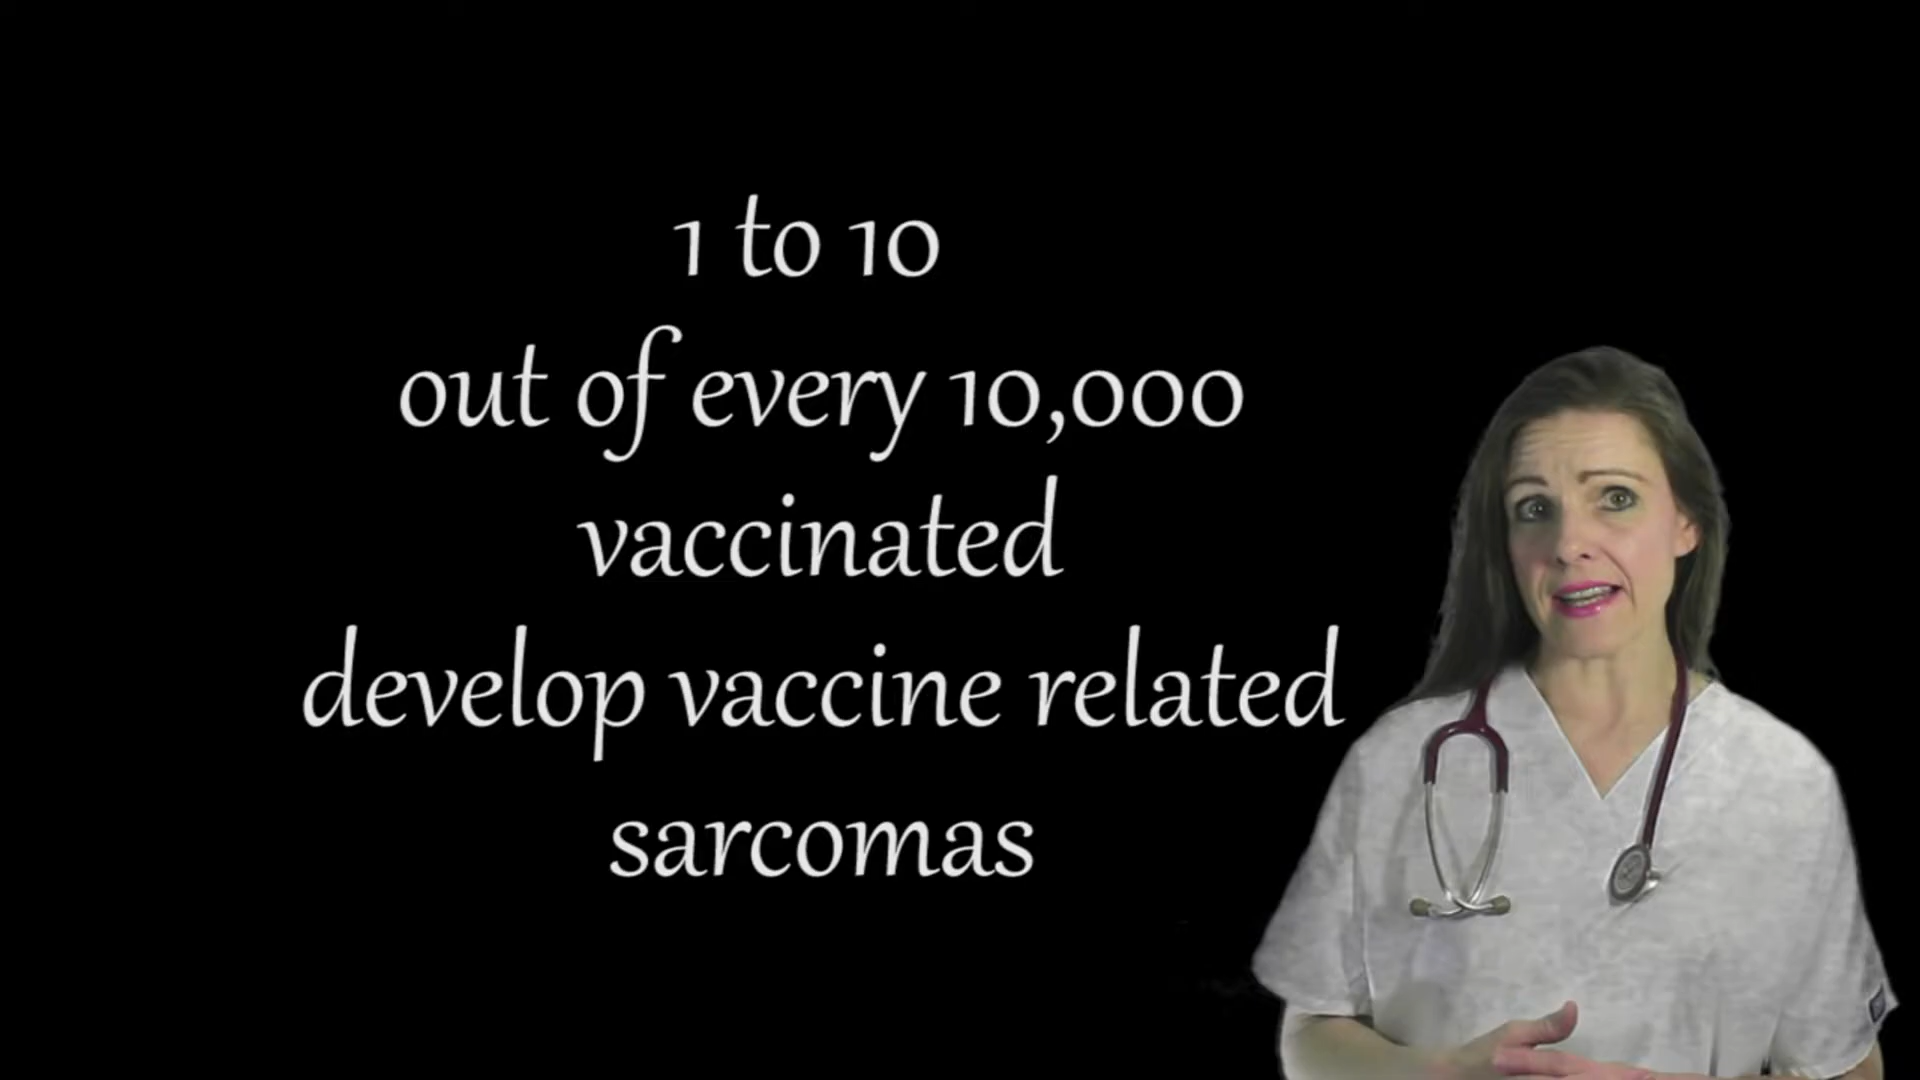 1 to 10
out of every 10,000
vaccinated
develop vaccine related
sarcomas